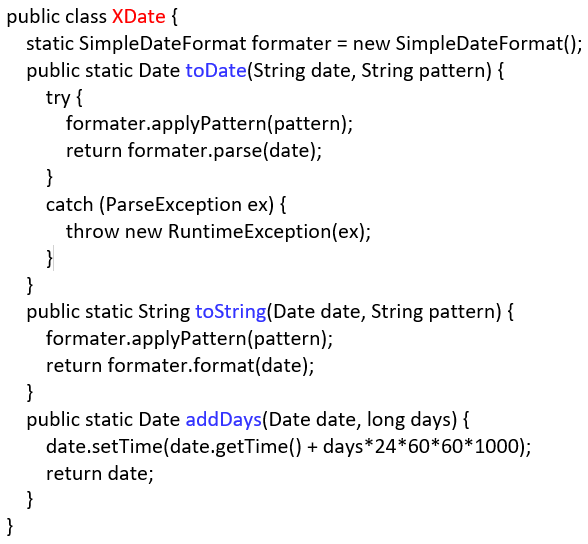 public class XDate {
static SimpleDateFormat formater = new SimpleDateFormat();
public static Date toDate(String date, String pattern) {
try {
formater.applyPattern(pattern);
return formater.parse(date);
}
catch (ParseException ex) {
throw new RuntimeException(ex);
}
}
public static String toString(Date date, String pattern) {
formater.applyPattern(pattern);
return formater.format(date);
}
public static Date addDays(Date date, long days) {
date.setTime(date.getTime() + days*24*60*60*1000);
return date;
}
}